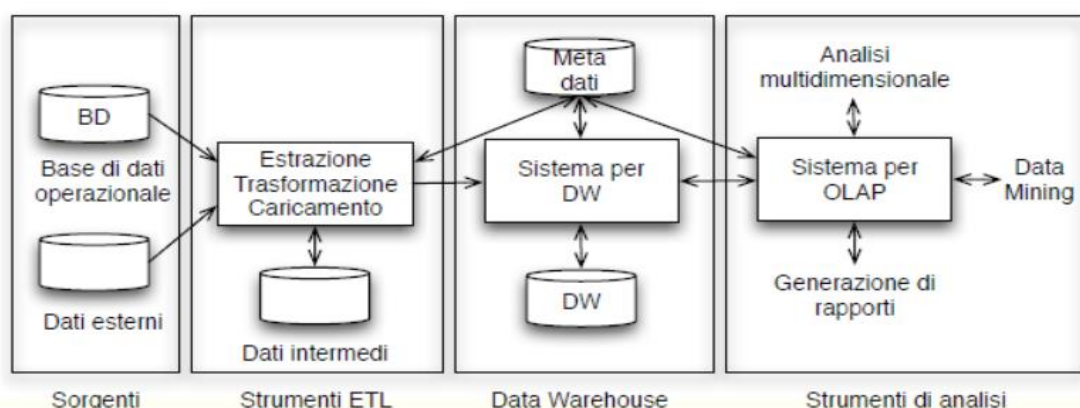 BD
Base di dati
operazionale
Dati esterni
Sorgenti
Estrazione
Trasformazione
Caricamento
Dati intermedi
Strumenti ETL
Meta
dati
Sistema per
DW
DW
Data Warehouse
Analisi
multidimensionale
Sistema per
OLAP
Data
Mining
Generazione di
rapporti
Strumenti di analisi